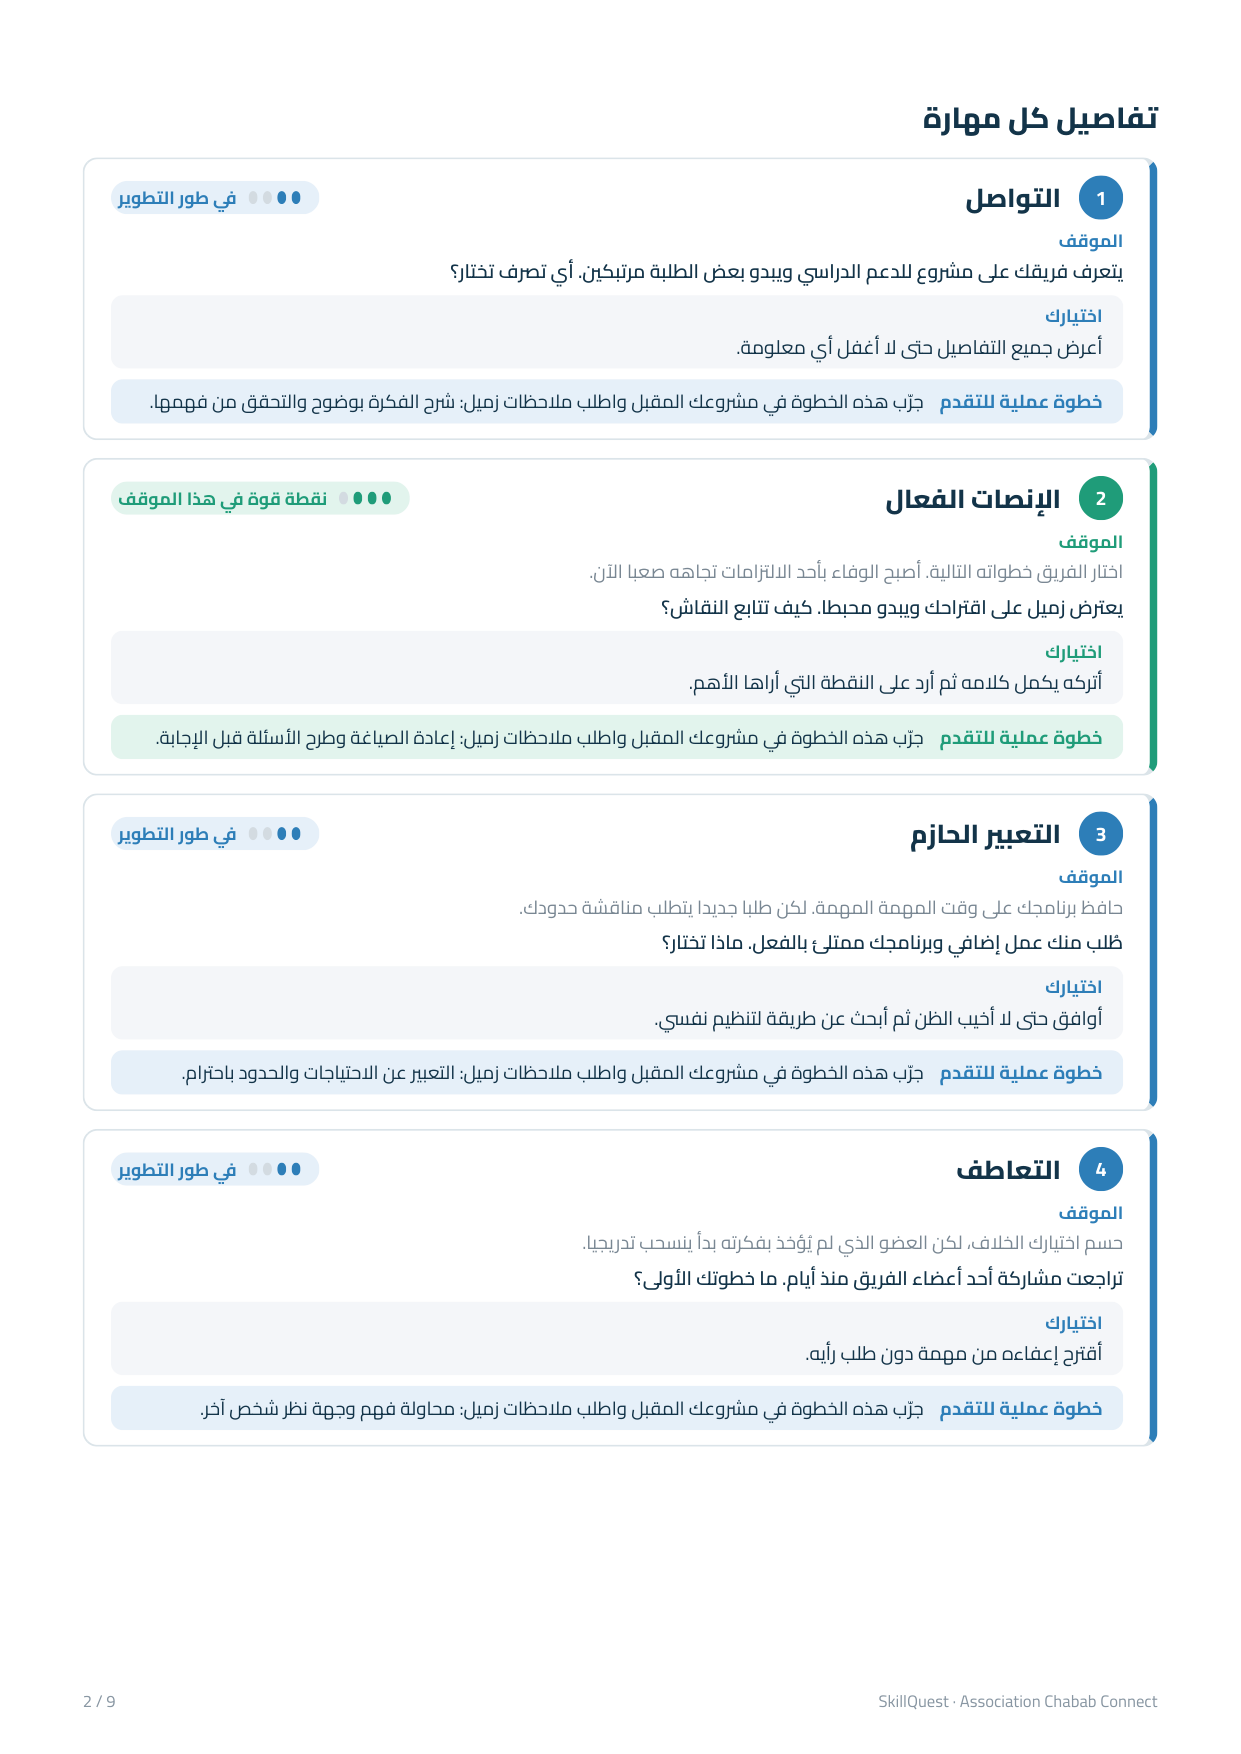 تفاصيل كل مهارة
1 التواصل في طور التطوير
الموقف
يتعرف فريقك على مشروع للدعم الدراسي ويبدو بعض الطلبة مرتبكين. أي تصرف تختار؟
اختيارك
أعرض جميع التفاصيل حتى لا أغفل أي معلومة.
خطوة عملية للتقدم جرّب هذه الخطوة في مشروعك المقبل واطلب ملاحظات زميل: شرح الفكرة بوضوح والتحقق من فهمها.
2 الإنصات الفعال نقطة قوة في هذا الموقف
الموقف
اختار الفريق خطواته التالية. أصبح الوفاء بأحد الالتزامات تجاهه صعبا الآن.
يعترض زميل على اقتراحك ويبدو محبطا. كيف تتابع النقاش؟
اختيارك
أتركه يكمل كلامه ثم أرد على النقطة التي أراها الأهم.
خطوة عملية للتقدم جرّب هذه الخطوة في مشروعك المقبل واطلب ملاحظات زميل: إعادة الصياغة وطرح الأسئلة قبل الإجابة.
3 التعبير الحازم في طور التطوير
الموقف
حافظ برنامجك على وقت المهمة المهمة. لكن طلبا جديدا يتطلب مناقشة حدودك.
طُلب منك عمل إضافي وبرنامجك ممتلئ بالفعل. ماذا تختار؟
اختيارك
أوافق حتى لا أخيب الظن ثم أبحث عن طريقة لتنظيم نفسي.
خطوة عملية للتقدم جرّب هذه الخطوة في مشروعك المقبل واطلب ملاحظات زميل: التعبير عن الاحتياجات والحدود باحترام.
4 التعاطف في طور التطوير
الموقف
حسم اختيارك الخلاف، لكن العضو الذي لم يُؤخذ بفكرته بدأ ينسحب تدريجيا.
تراجعت مشاركة أحد أعضاء الفريق منذ أيام. ما خطوتك الأولى؟
اختيارك
أقترح إعفاءه من مهمة دون طلب رأيه.
خطوة عملية للتقدم جرّب هذه الخطوة في مشروعك المقبل واطلب ملاحظات زميل: محاولة فهم وجهة نظر شخص آخر.
SkillQuest · Association Chabab Connect
2 / 9